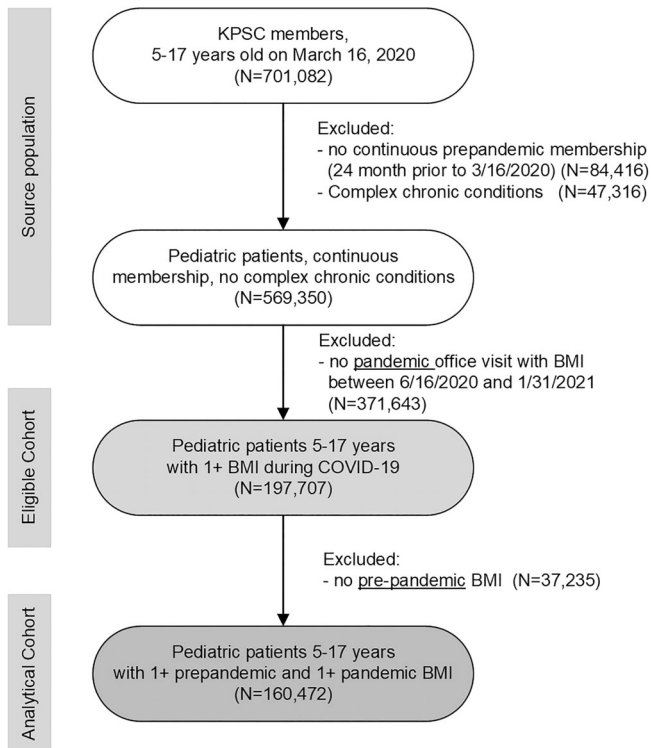 Source population
KPSC members,
5-17 years old on March 16, 2020
(N=701,082)
Excluded:
- no continuous prepandemic membership
(24 month prior to 3/16/2020) (N=84,416)
- Complex chronic conditions (N=47,316)
Pediatric patients, continuous
membership, no complex chronic conditions
(N=569,350)
Excluded:
- no pandemic office visit with BMI
between 6/16/2020 and 1/31/2021
(N=371,643)
Eligible Cohort
Pediatric patients 5-17 years
with 1+ BMI during COVID-19
(N=197,707)
Excluded:
- no pre-pandemic BMI (N=37,235)
Analytical Cohort
Pediatric patients 5-17 years
with 1+ prepandemic and 1+ pandemic BMI
(N=160,472)